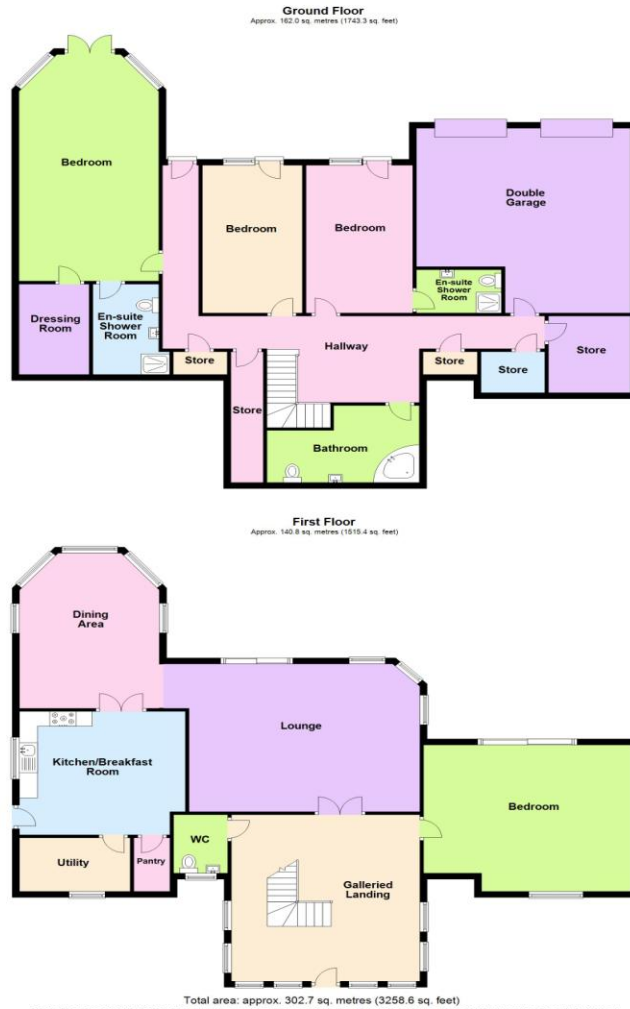 Ground Floor
Approx. 162.0 sq. metres (1743.3 sq. feet)
Bedroom
Double
Garage
Bedroom
Bedroom
En-suite
Shower
Room
Dressing
Room
En-suite
Shower
Room
Hallway
Store
Store
Store
Store
Store
Bathroom
First Floor
Approx. 140.8 sq. metres (1515.4 sq. feet)
Dining
Area
Lounge
Kitchen/Breakfast
Room
Bedroom
WC
Utility
Pantry
Galleried
Landing
Total area: approx. 302.7 sq. metres (3258.6 sq. feet)